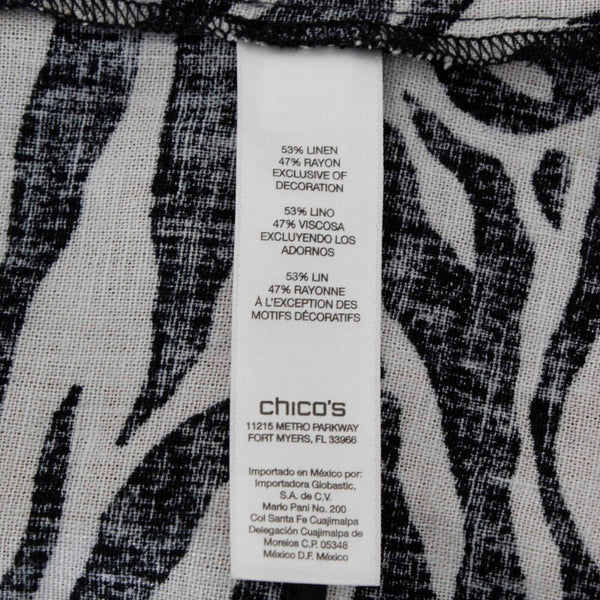 53% LINEN
47% RAYON
EXCLUSIVE OF
DECORATION
53% LINO
47% VISCOSA
EXCLUYENDO LOS
ADORNOS
53% LIN
47% RAYONNE
À L'EXCEPTION DES
MOTIFS DÉCORATIFS
chico's
11215 METRO PARKWAY
FORT MYERS, FL 33966
Importado en México por:
Importadora Globastic,
S.A. de C.V.
Mario Pani No. 200
Col Santa Fe Cuajimalpa
Delegación Cuajimalpa de
Morelos C.P. 05348
México D.F. México